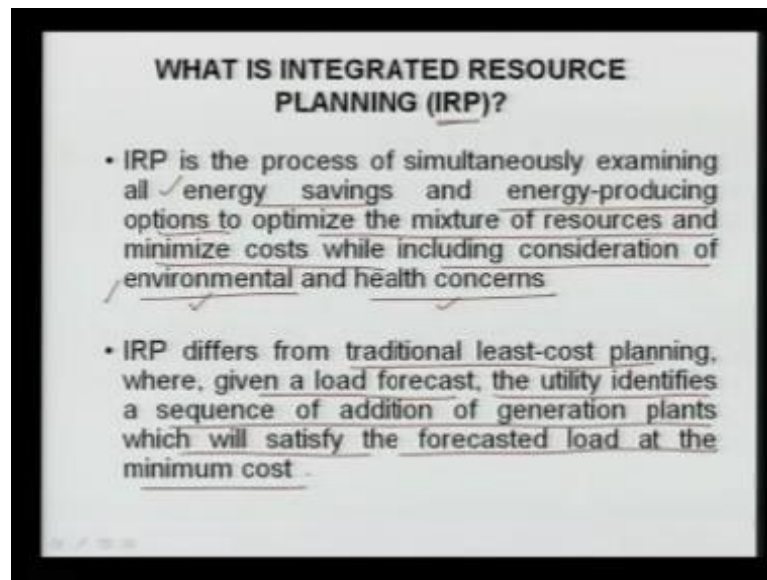 WHAT IS INTEGRATED RESOURCE
PLANNING (IRP)?
• IRP is the process of simultaneously examining
all energy savings and energy-producing
options to optimize the mixture of resources and
minimize costs while including consideration of
environmental and health concerns
• IRP differs from traditional least-cost planning,
where, given a load forecast, the utility identifies
a sequence of addition of generation plants
which will satisfy the forecasted load at the
minimum cost .